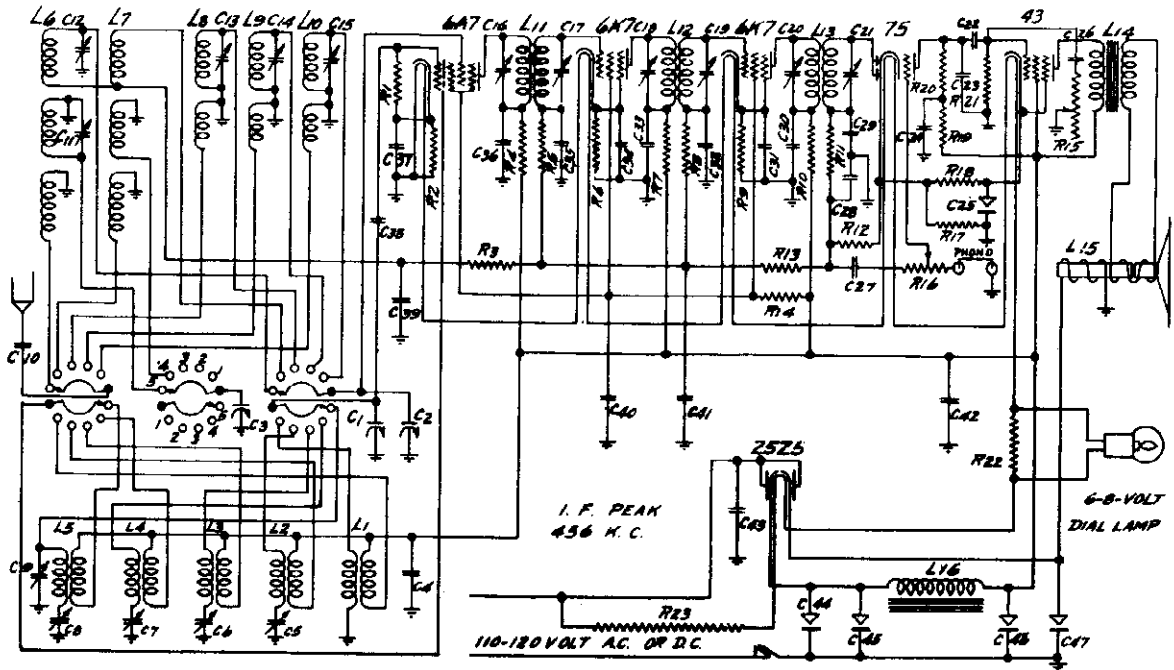 L6 C12 L7 L8 C13 L9 C14 L10 C15 6A7 C16 L11 C17 6K7 C18 L12 C19 6K7 C20 L13 C21 75 C22 43 C26 L14
R1 R20 C23 R21
C11 C37 R2 C36 R4 R5 C35 R6 C33 R7 R8 C38 R9 C31 C30 R10 R11 C29 C24 R19 R15
R18
C28 C25
C35 R12 R17
R3 R13 PHONO L15
C27 R16
C39 R14
C10
4 3 2 1
5
C1 C2 C40 C41 C42
1 5 C3
2 3 4
25Z5 R22
I. F. PEAK C43 6-8-VOLT
456 K. C. DIAL LAMP
L5 L4 L3 L2 L1
C9 C4
L16
C8 C7 C6 C5 R23 C44 C45 C46 C47
110-120 VOLT A.C. OR D.C.